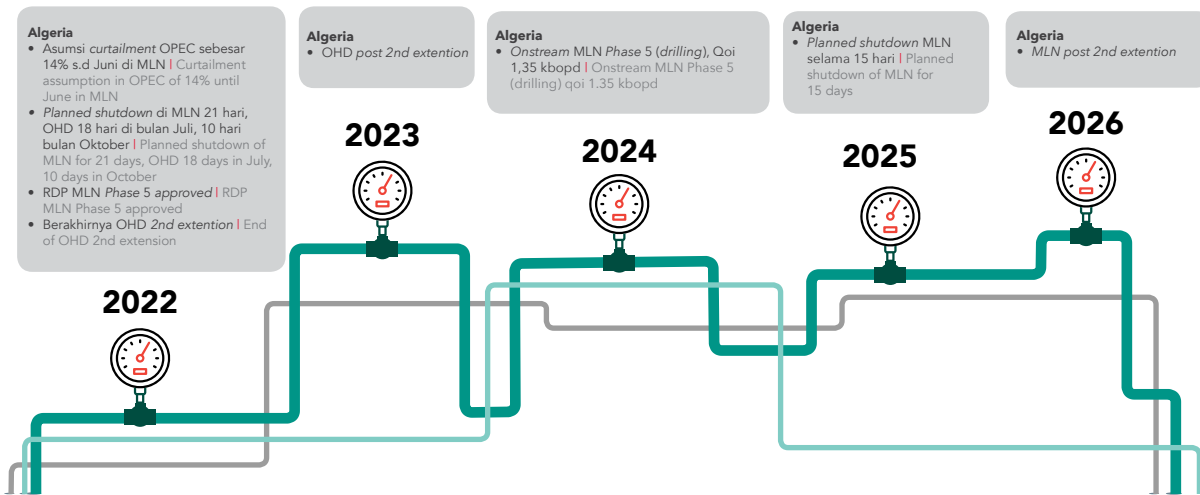 Algeria
• Asumsi curtailment OPEC sebesar
14% s.d Juni di MLN | Curtailment
assumption in OPEC of 14% until
June in MLN
• Planned shutdown di MLN 21 hari,
OHD 18 hari di bulan Juli, 10 hari
bulan Oktober | Planned shutdown of
MLN for 21 days, OHD 18 days in July,
10 days in October
• RDP MLN Phase 5 approved | RDP
MLN Phase 5 approved
• Berakhirnya OHD 2nd extention | End
of OHD 2nd extension
2022
Algeria
• OHD post 2nd extention
2023
Algeria
• Onstream MLN Phase 5 (drilling), Qoi
1,35 kbopd | Onstream MLN Phase 5
(drilling) qoi 1.35 kbopd
2024
Algeria
• Planned shutdown MLN
selama 15 hari | Planned
shutdown of MLN for
15 days
2025
Algeria
• MLN post 2nd extention
2026